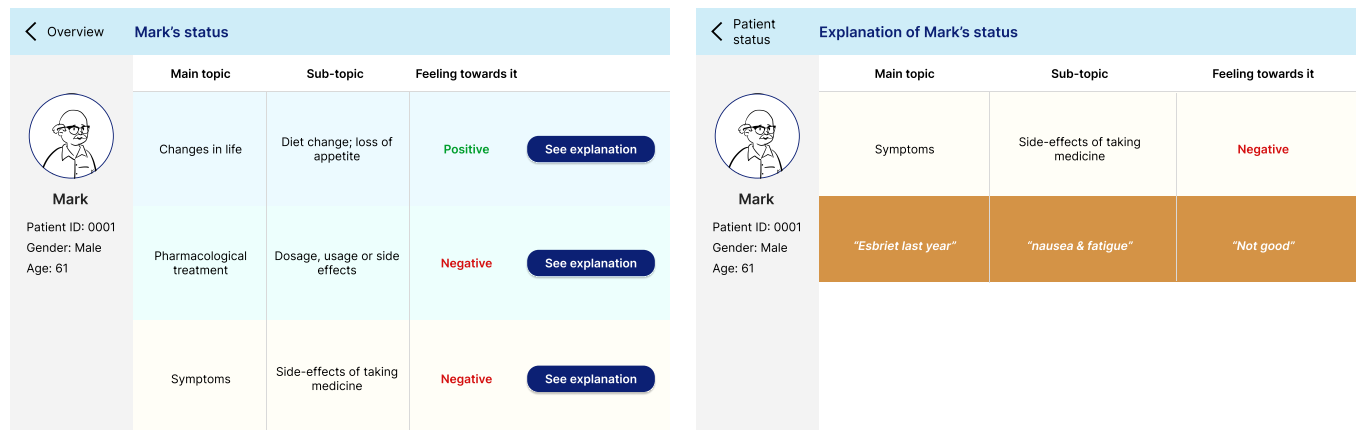 Overview
Mark’s status
Main topic
Sub-topic
Feeling towards it
Mark
Patient ID: 0001
Gender: Male
Age: 61
Changes in life
Diet change; loss of
appetite
Positive
See explanation
Pharmacological
treatment
Dosage, usage or side
effects
Negative
See explanation
Symptoms
Side-effects of taking
medicine
Negative
See explanation
Patient
status
Explanation of Mark’s status
Main topic
Sub-topic
Feeling towards it
Mark
Patient ID: 0001
Gender: Male
Age: 61
Symptoms
Side-effects of taking
medicine
Negative
“Esbriet last year”
“nausea & fatigue”
“Not good”